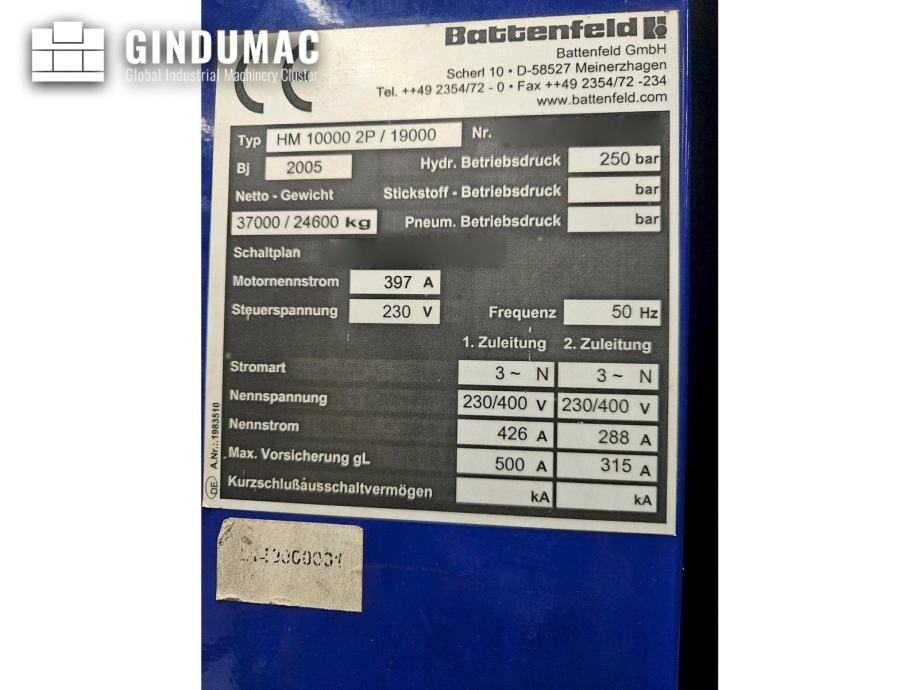 GINDUMAC
Global Industrial Machinery Cluster
Battenfeld
Battenfeld GmbH
Scherl 10 • D-58527 Meinerzhagen
Tel. ++49 2354/72 - 0 • Fax ++49 2354/72 -234
www.battenfeld.com
CE
Typ HM 10000 2P / 19000 Nr.
Bj 2005 Hydr. Betriebsdruck 250 bar
Netto - Gewicht Stickstoff - Betriebsdruck bar
37000 / 24600 kg Pneum. Betriebsdruck bar
Schaltplan
Motornennstrom 397 A
Steuerspannung 230 V Frequenz 50 Hz
1. Zuleitung 2. Zuleitung
Stromart 3 ~ N 3 ~ N
Nennspannung 230/400 V 230/400 V
Nennstrom 426 A 288 A
Max. Vorsicherung gL 500 A 315 A
Kurzschlußausschaltvermögen kA kA
DE A.Nr.: 1983510